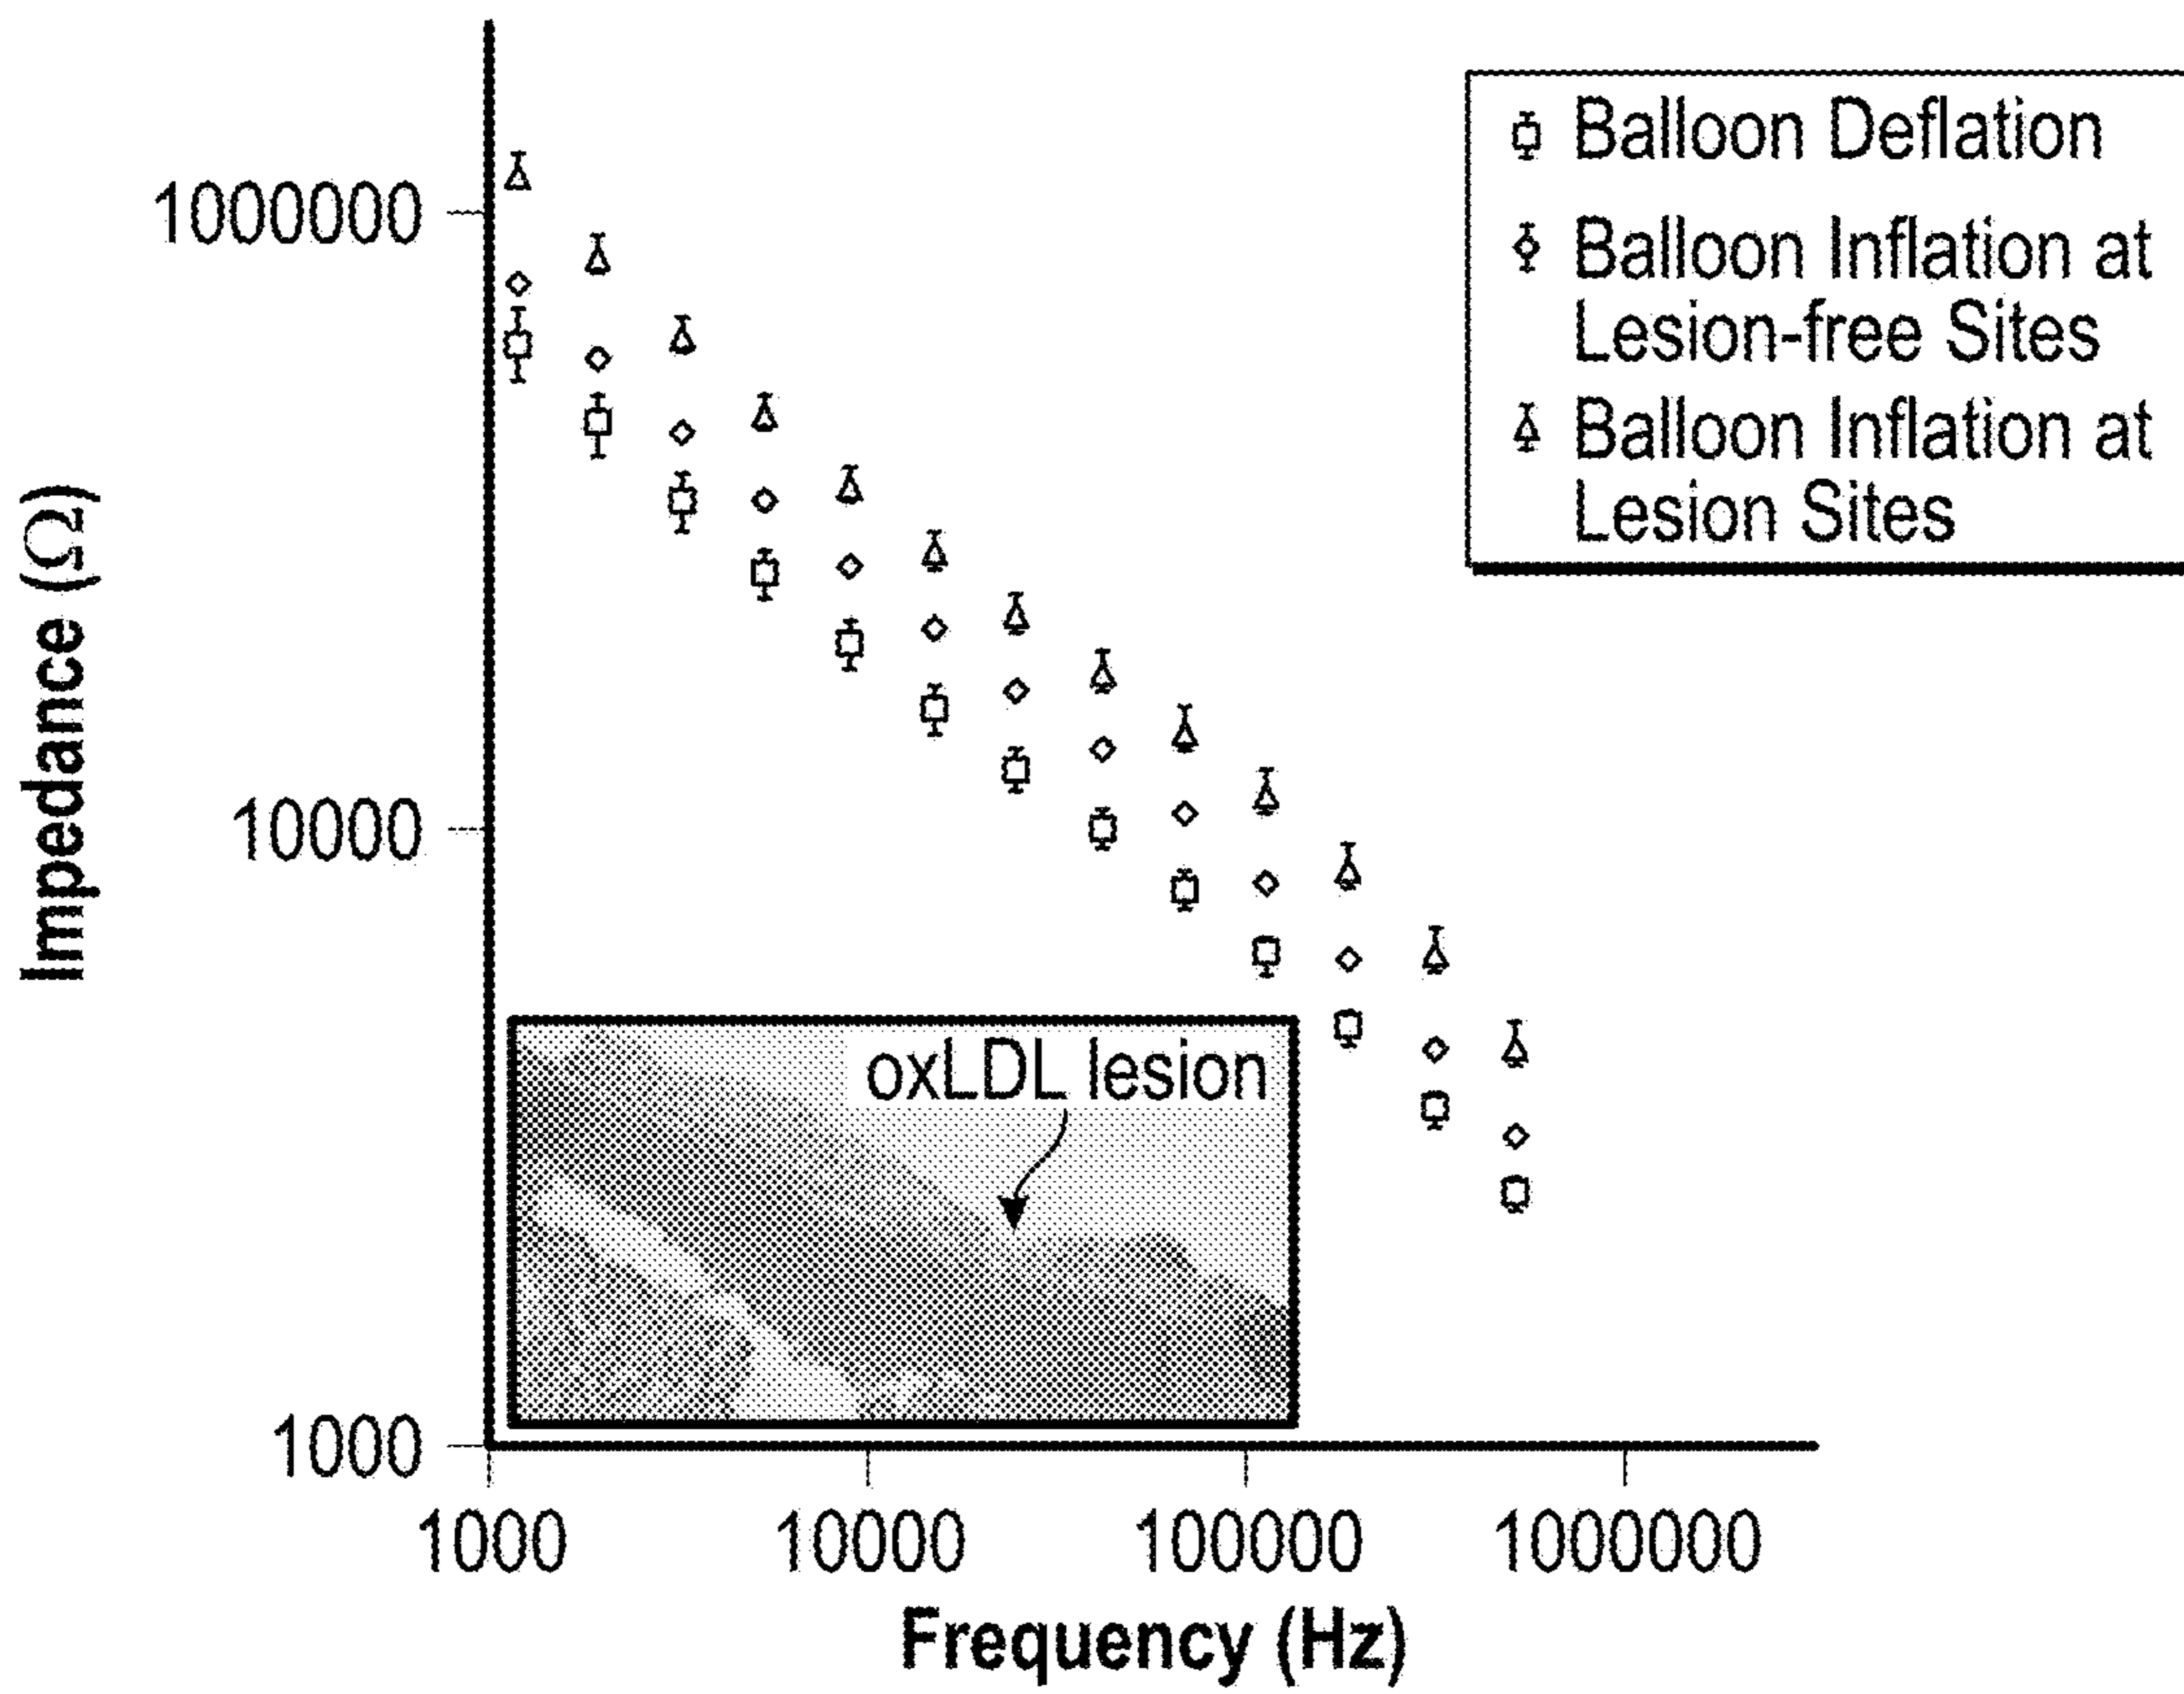 Balloon Deflation
Balloon Inflation at
Lesion-free Sites
Balloon Inflation at
Lesion Sites
Impedance (Ω)
1000000
10000
1000
oxLDL lesion
1000 10000 100000 1000000
Frequency (Hz)